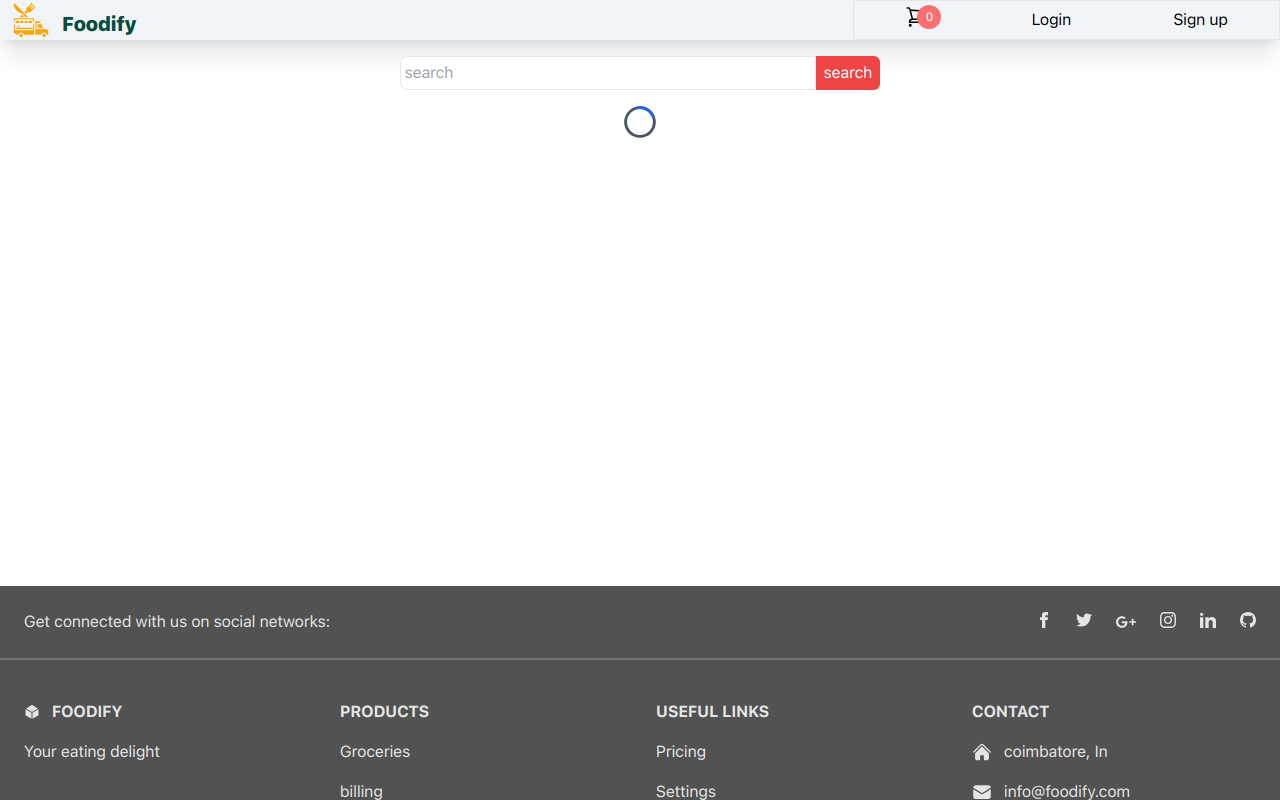 Foodify
0
Login
Sign up
search
search
Get connected with us on social networks:
FOODIFY
PRODUCTS
USEFUL LINKS
CONTACT
Your eating delight
Groceries
Pricing
coimbatore, In
billing
Settings
info@foodify.com